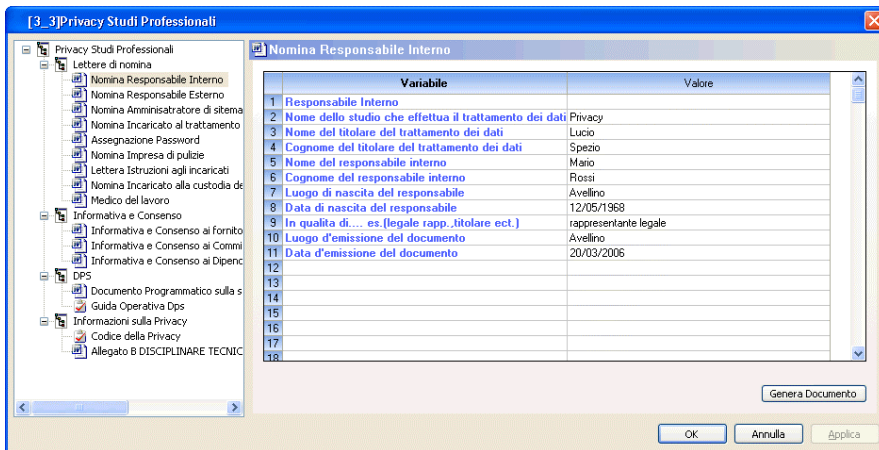 [3_3]Privacy Studi Professionali
Privacy Studi Professionali
Lettere di nomina
Nomina Responsabile Interno
Nomina Responsabile Esterno
Nomina Amminisatratore di sitema
Nomina Incaricato al trattamento
Assegnazione Password
Nomina Impresa di pulizie
Lettera Istruzioni agli incaricati
Nomina Incaricato alla custodia de
Medico del lavoro
Informativa e Consenso
Informativa e Consenso ai fornito
Informativa e Consenso ai Commi
Informativa e Consenso ai Dipenc
DPS
Documento Programmatico sulla s
Guida Operativa Dps
Informazioni sulla Privacy
Codice della Privacy
Allegato B DISCIPLINARE TECNIC
Nomina Responsabile Interno
Variabile Valore
1 Responsabile Interno
2 Nome dello studio che effettua il trattamento dei dati Privacy
3 Nome del titolare del trattamento dei dati Lucio
4 Cognome del titolare del trattamento dei dati Spezio
5 Nome del responsabile interno Mario
6 Cognome del responsabile interno Rossi
7 Luogo di nascita del responsabile Avellino
8 Data di nascita del responsabile 12/05/1968
9 In qualita di.... es.(legale rapp.,titolare ect.) rappresentante legale
10 Luogo d'emissione del documento Avellino
11 Data d'emissione del documento 20/03/2006
12
13
14
15
16
17
18
Genera Documento
OK Annulla Applica